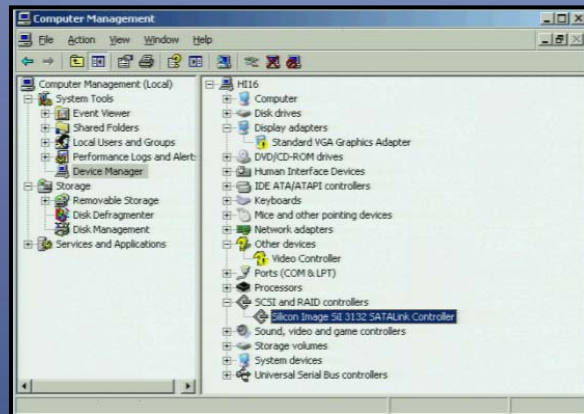 Computer Management
File Action View Window Help
Computer Management (Local)
System Tools
Event Viewer
Shared Folders
Local Users and Groups
Performance Logs and Alerts
Device Manager
Storage
Removable Storage
Disk Defragmenter
Disk Management
Services and Applications
HI16
Computer
Disk drives
Display adapters
Standard VGA Graphics Adapter
DVD/CD-ROM drives
Human Interface Devices
IDE ATA/ATAPI controllers
Keyboards
Mice and other pointing devices
Network adapters
Other devices
Video Controller
Ports (COM & LPT)
Processors
SCSI and RAID controllers
Silicon Image SiI 3132 SATALink Controller
Sound, video and game controllers
Storage volumes
System devices
Universal Serial Bus controllers